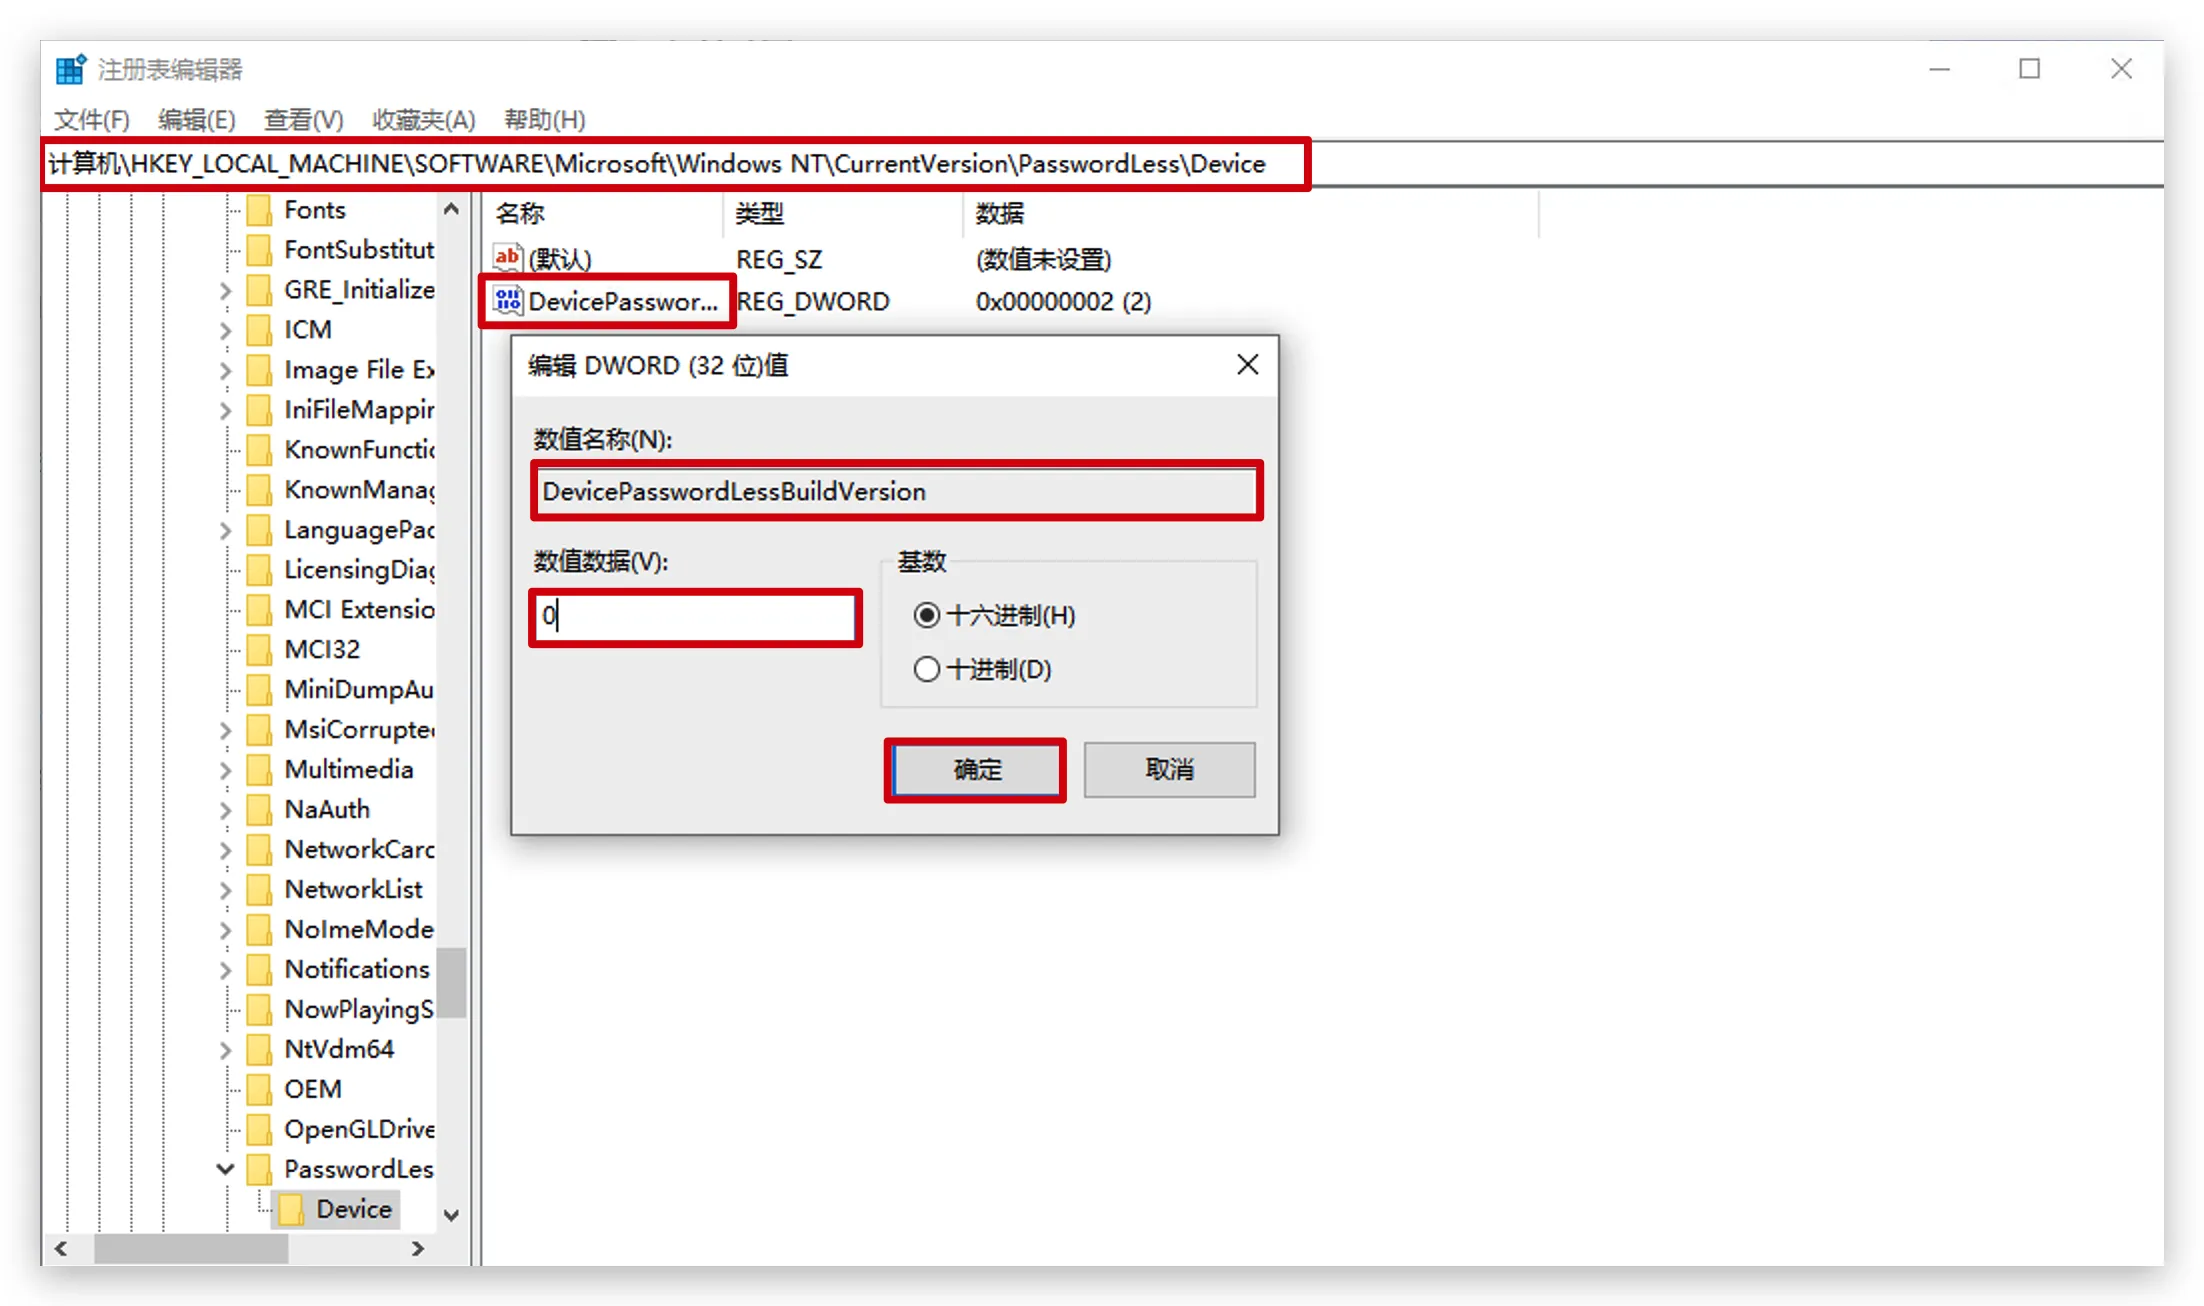 注册表编辑器
文件(F) 编辑(E) 查看(V) 收藏夹(A) 帮助(H)
计算机\HKEY_LOCAL_MACHINE\SOFTWARE\Microsoft\Windows NT\CurrentVersion\PasswordLess\Device
Fonts
FontSubstitut
GRE_Initialize
ICM
Image File Ex
IniFileMappin
KnownFunctic
KnownManag
LanguagePac
LicensingDiag
MCI Extensio
MCI32
MiniDumpAu
MsiCorrupted
Multimedia
NaAuth
NetworkCarc
NetworkList
NoImeMode
Notifications
NowPlayingS
NtVdm64
OEM
OpenGLDrive
PasswordLes
Device
名称 类型 数据
ab (默认) REG_SZ (数值未设置)
DevicePasswor... REG_DWORD 0x00000002 (2)
编辑 DWORD (32 位)值
数值名称(N):
DevicePasswordLessBuildVersion
数值数据(V):
0
基数
十六进制(H)
十进制(D)
确定 取消